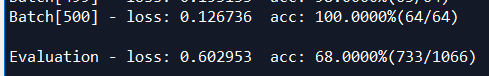 Batch[500] - loss: 0.126736 acc: 100.0000%(64/64)
Evaluation - loss: 0.602953 acc: 68.0000%(733/1066)